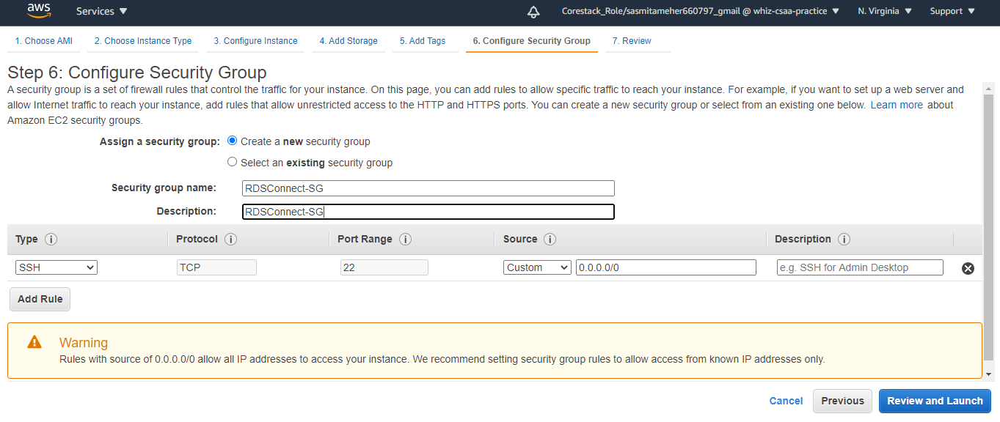 aws Services Corestack_Role/sasmitameher660797_gmail @ whiz-csaa-practice N. Virginia Support
1. Choose AMI 2. Choose Instance Type 3. Configure Instance 4. Add Storage 5. Add Tags 6. Configure Security Group 7. Review
Step 6: Configure Security Group
A security group is a set of firewall rules that control the traffic for your instance. On this page, you can add rules to allow specific traffic to reach your instance. For example, if you want to set up a web server and
allow Internet traffic to reach your instance, add rules that allow unrestricted access to the HTTP and HTTPS ports. You can create a new security group or select from an existing one below. Learn more about
Amazon EC2 security groups.
Assign a security group: Create a new security group
Select an existing security group
Security group name: RDSConnect-SG
Description: RDSConnect-SG
Type i Protocol i Port Range i Source i Description i
SSH TCP 22 Custom 0.0.0.0/0 e.g. SSH for Admin Desktop
Add Rule
Warning
Rules with source of 0.0.0.0/0 allow all IP addresses to access your instance. We recommend setting security group rules to allow access from known IP addresses only.
Cancel Previous Review and Launch